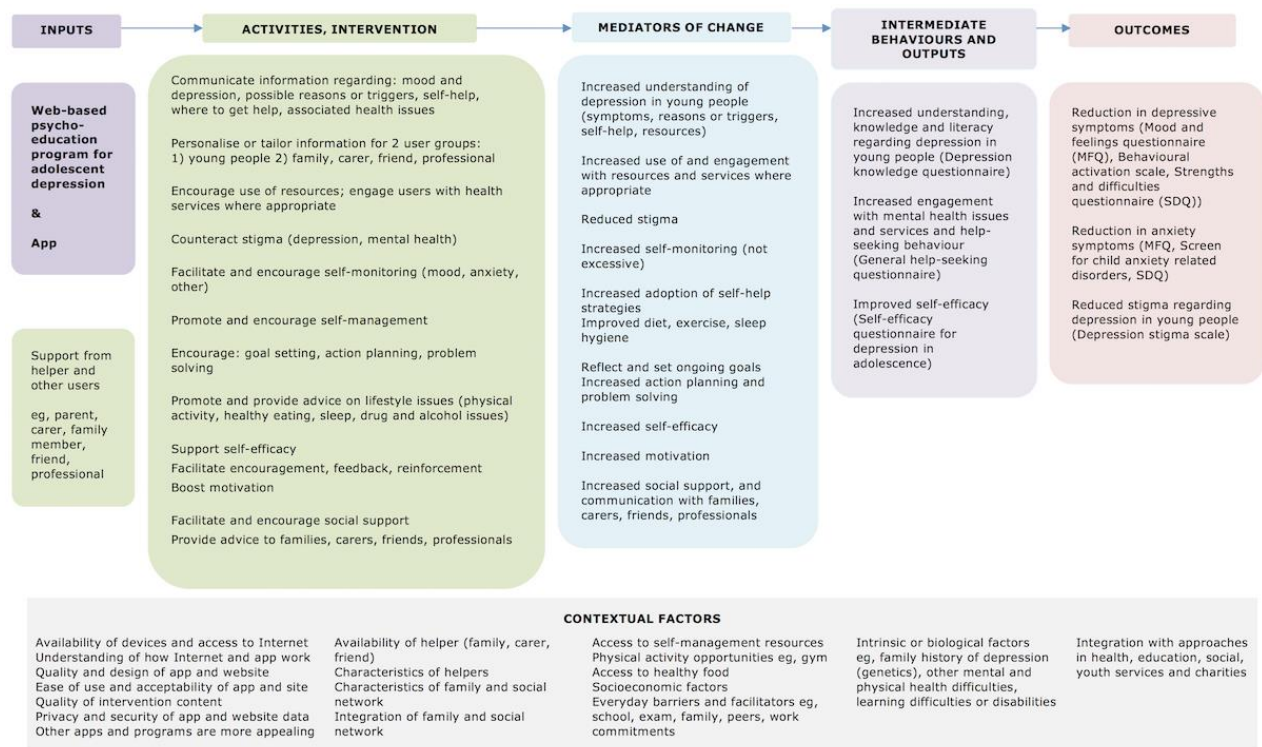 INPUTS
ACTIVITIES, INTERVENTION
MEDIATORS OF CHANGE
INTERMEDIATE
BEHAVIOURS AND
OUTPUTS
OUTCOMES
Web-based
psycho-
education
program for
adolescent
depression
&
App
Support from
helper and
other users
eg, parent,
carer, family
member,
friend,
professional
Communicate information regarding: mood and
depression, possible reasons or triggers, self-help,
where to get help, associated health issues
Personalise or tailor information for 2 user groups:
1) young people 2) family, carer, friend, professional
Encourage use of resources; engage users with health
services where appropriate
Counteract stigma (depression, mental health)
Facilitate and encourage self-monitoring (mood, anxiety,
other)
Promote and encourage self-management
Encourage: goal setting, action planning, problem
solving
Promote and provide advice on lifestyle issues (physical
activity, healthy eating, sleep, drug and alcohol issues)
Support self-efficacy
Facilitate encouragement, feedback, reinforcement
Boost motivation
Facilitate and encourage social support
Provide advice to families, carers, friends, professionals
Increased understanding of
depression in young people
(symptoms, reasons or triggers,
self-help, resources)
Increased use of and engagement
with resources and services where
appropriate
Reduced stigma
Increased self-monitoring (not
excessive)
Increased adoption of self-help
strategies
Improved diet, exercise, sleep
hygiene
Reflect and set ongoing goals
Increased action planning and
problem solving
Increased self-efficacy
Increased motivation
Increased social support, and
communication with families,
carers, friends, professionals
Increased understanding,
knowledge and literacy
regarding depression in
young people (Depression
knowledge questionnaire)
Increased engagement
with mental health issues
and services and help-
seeking behaviour
(General help-seeking
questionnaire)
Improved self-efficacy
(Self-efficacy
questionnaire for
depression in
adolescence)
Reduction in depressive
symptoms (Mood and
feelings questionnaire
(MFQ), Behavioural
activation scale, Strengths
and difficulties
questionnaire (SDQ))
Reduction in anxiety
symptoms (MFQ, Screen
for child anxiety related
disorders, SDQ)
Reduced stigma regarding
depression in young people
(Depression stigma scale)
CONTEXTUAL FACTORS
Availability of devices and access to Internet
Understanding of how Internet and app work
Quality and design of app and website
Ease of use and acceptability of app and site
Quality of intervention content
Privacy and security of app and website data
Other apps and programs are more appealing
Availability of helper (family, carer,
friend)
Characteristics of helpers
Characteristics of family and social
network
Integration of family and social
network
Access to self-management resources
Physical activity opportunities eg, gym
Access to healthy food
Socioeconomic factors
Everyday barriers and facilitators eg,
school, exam, family, peers, work
commitments
Intrinsic or biological factors
eg, family history of depression
(genetics), other mental and
physical health difficulties,
learning difficulties or disabilities
Integration with approaches
in health, education, social,
youth services and charities